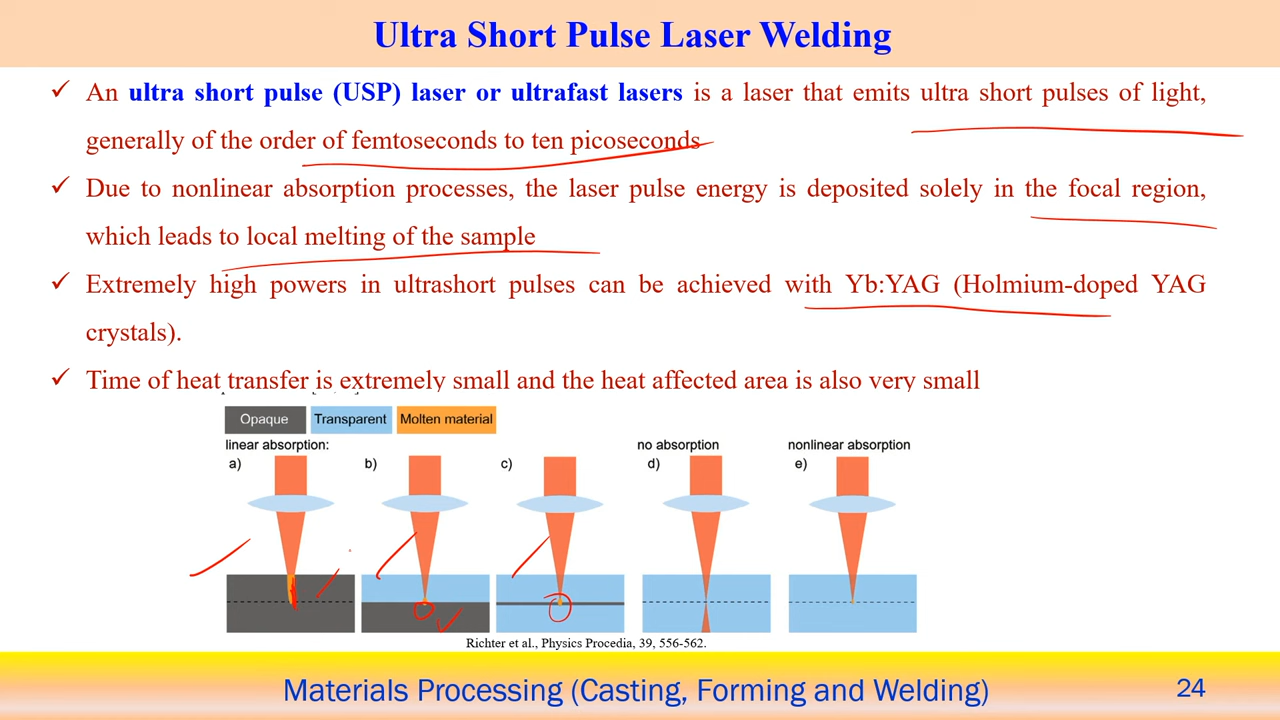 Ultra Short Pulse Laser Welding
✓ An ultra short pulse (USP) laser or ultrafast lasers is a laser that emits ultra short pulses of light,
generally of the order of femtoseconds to ten picoseconds
✓ Due to nonlinear absorption processes, the laser pulse energy is deposited solely in the focal region,
which leads to local melting of the sample
✓ Extremely high powers in ultrashort pulses can be achieved with Yb:YAG (Holmium-doped YAG
crystals).
✓ Time of heat transfer is extremely small and the heat affected area is also very small
Opaque Transparent Molten material
linear absorption: no absorption nonlinear absorption
a) b) c) d) e)
Richter et al., Physics Procedia, 39, 556-562.
Materials Processing (Casting, Forming and Welding) 24